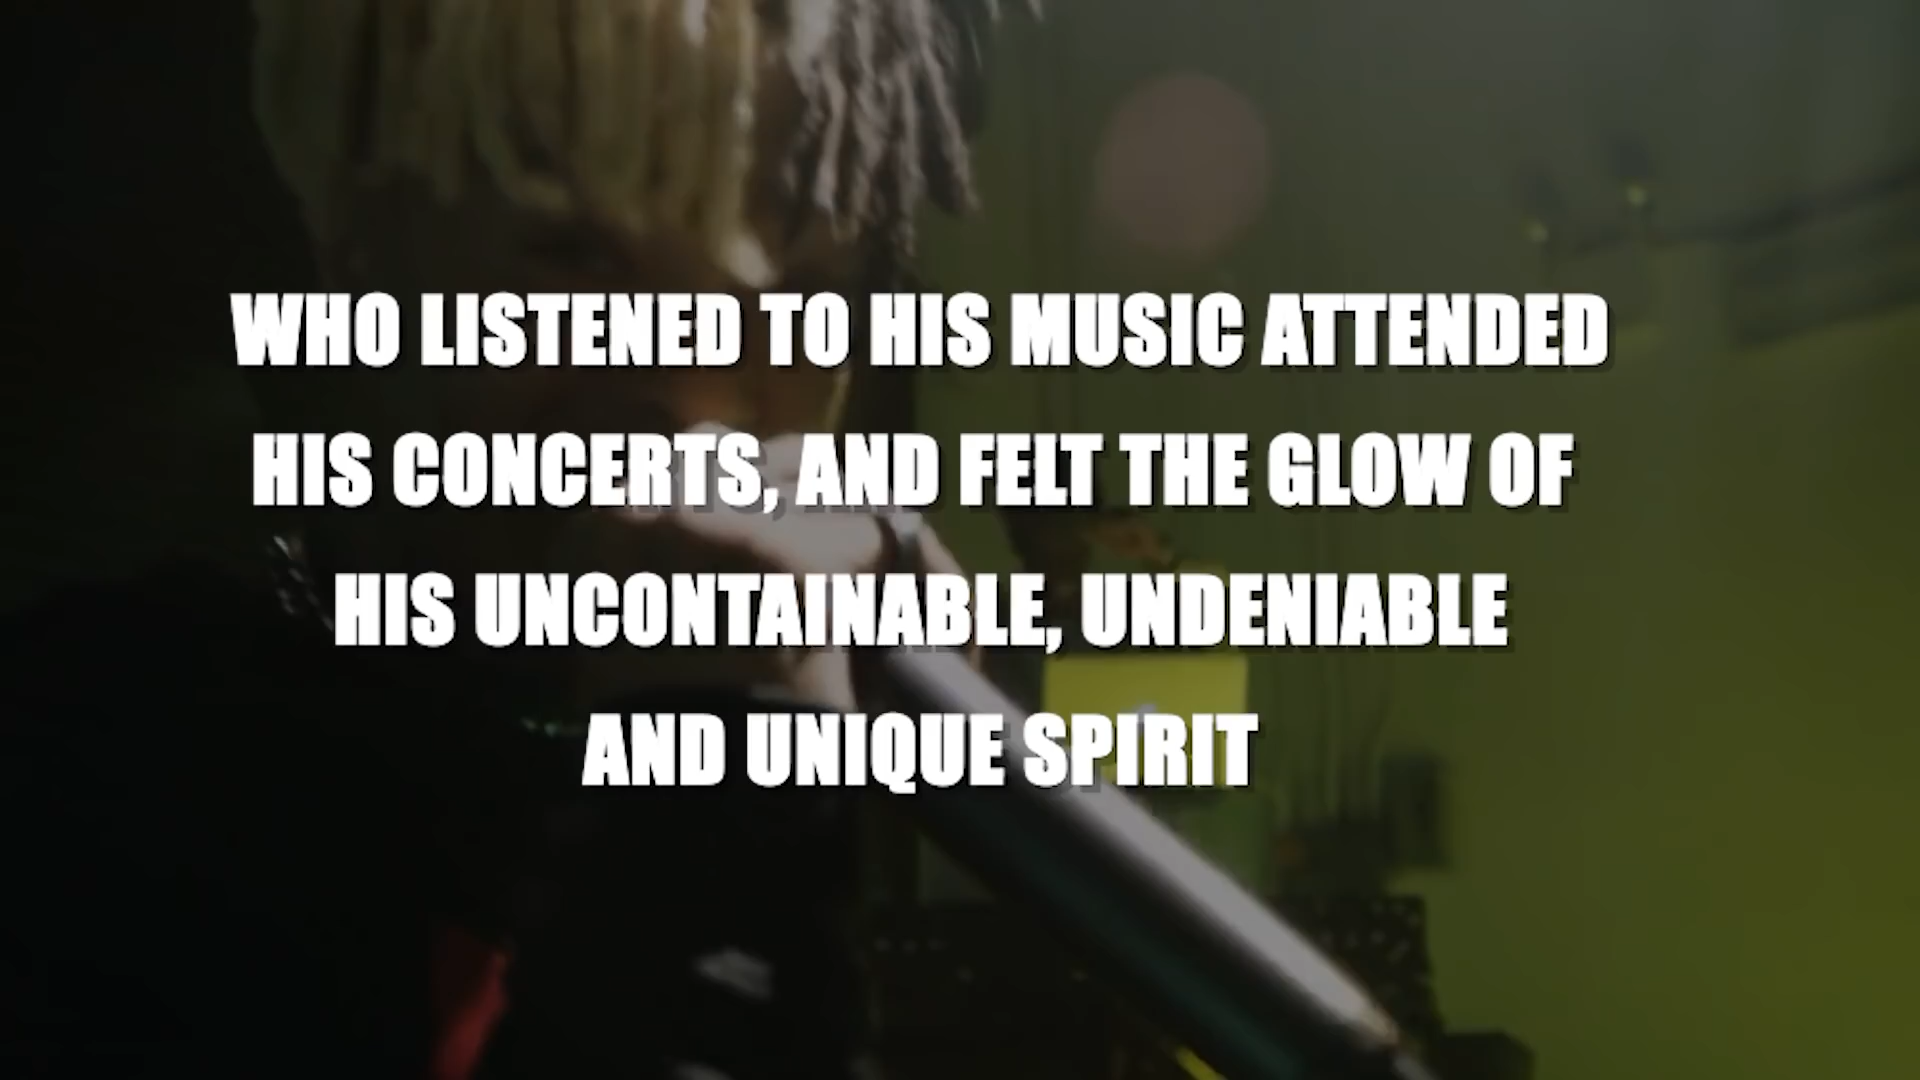 WHO LISTENED TO HIS MUSIC ATTENDED
HIS CONCERTS, AND FELT THE GLOW OF
HIS UNCONTAINABLE, UNDENIABLE
AND UNIQUE SPIRIT